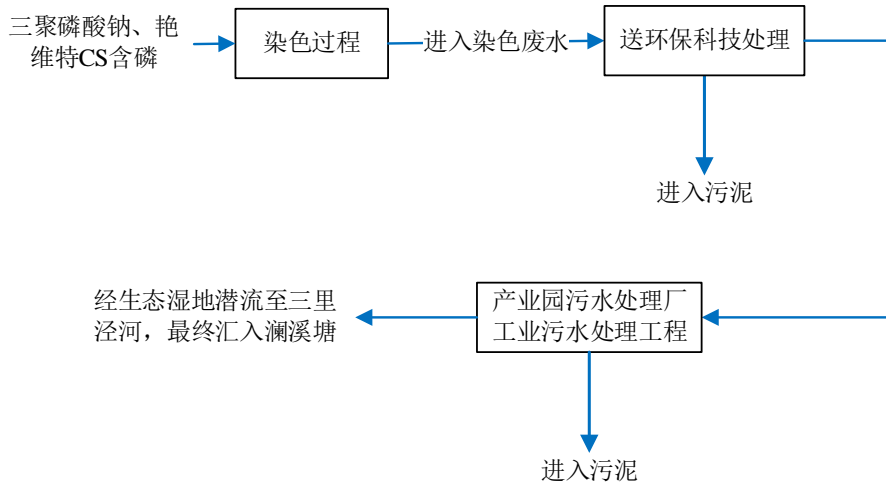 三聚磷酸钠、艳
维特CS含磷
染色过程
进入染色废水
送环保科技处理
进入污泥
经生态湿地潜流至三里
泾河，最终汇入澜溪塘
产业园污水处理厂
工业污水处理工程
进入污泥